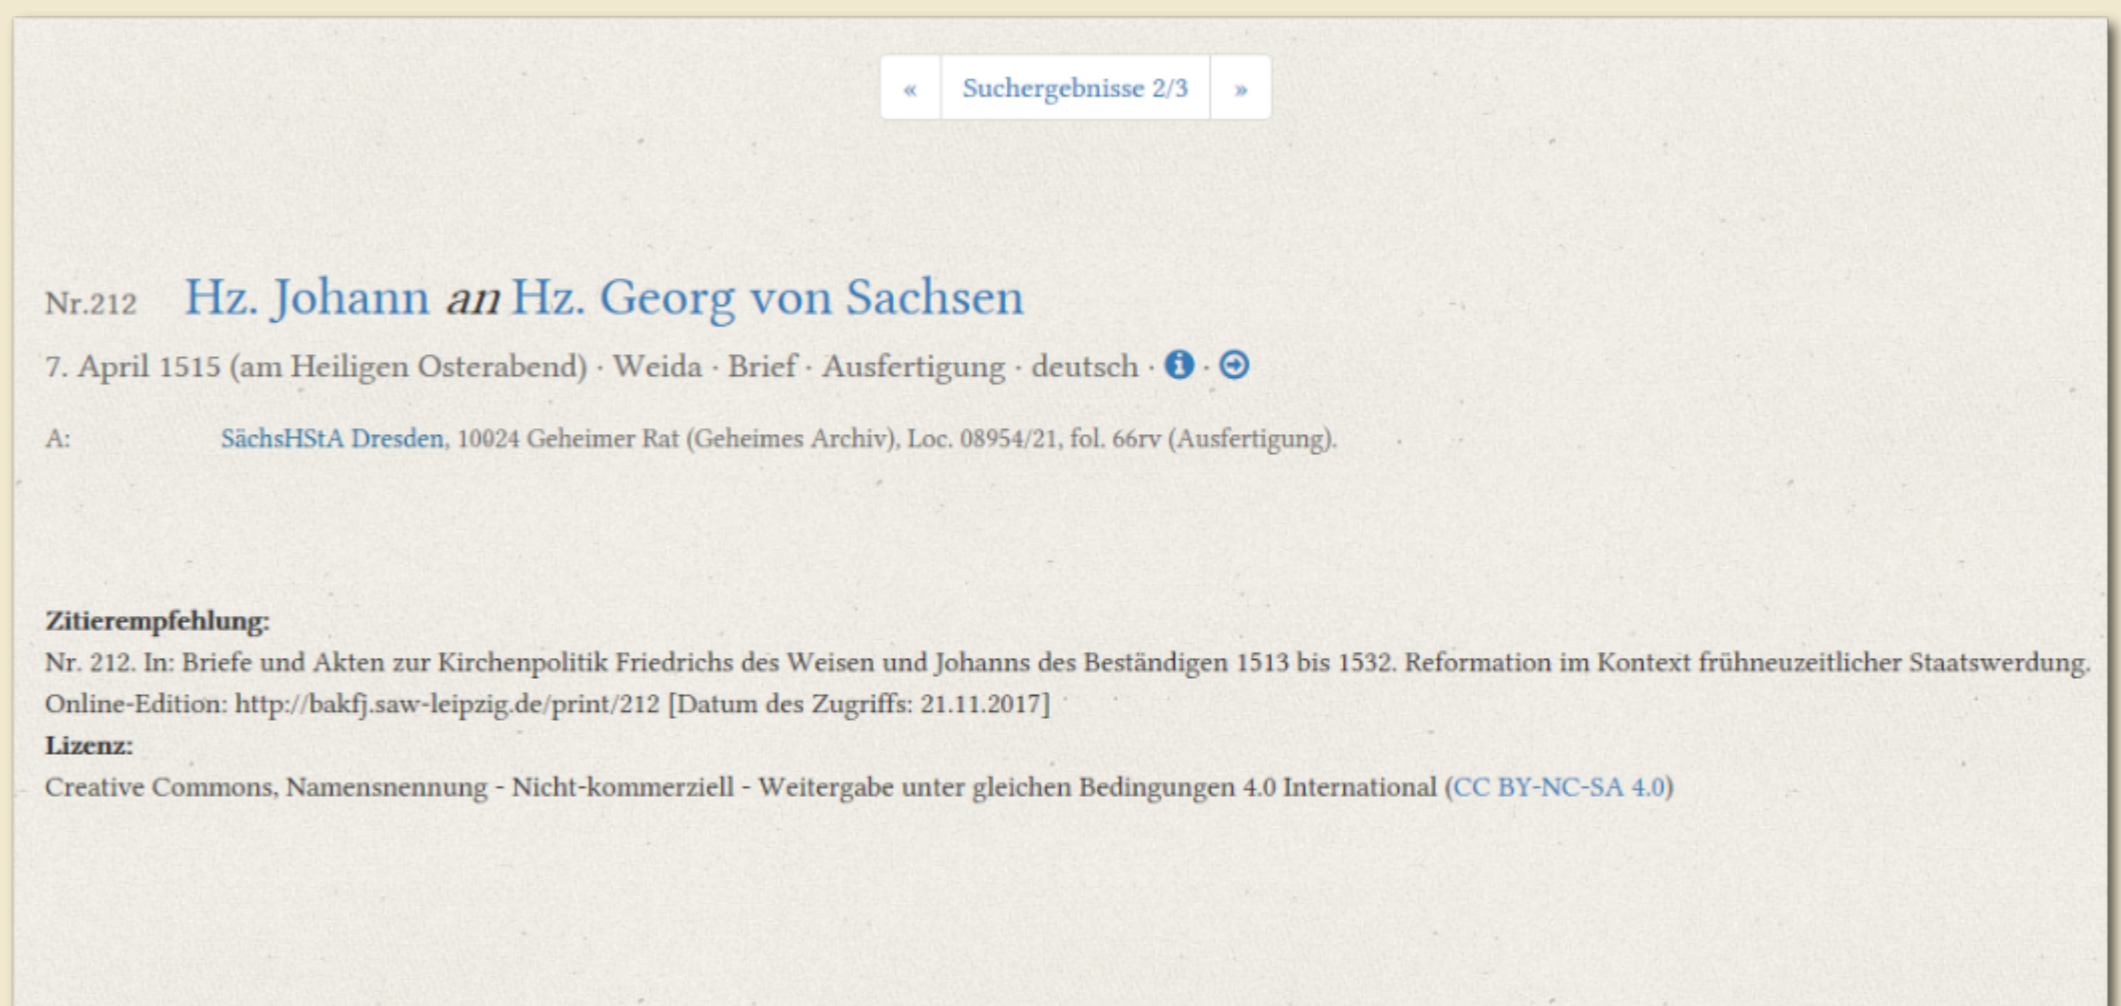 « Suchergebnisse 2/3 »
Nr.212 Hz. Johann an Hz. Georg von Sachsen
7. April 1515 (am Heiligen Osterabend) · Weida · Brief · Ausfertigung · deutsch · ·
A: SächsHStA Dresden, 10024 Geheimer Rat (Geheimes Archiv), Loc. 08954/21, fol. 66rv (Ausfertigung).
Zitierempfehlung:
Nr. 212. In: Briefe und Akten zur Kirchenpolitik Friedrichs des Weisen und Johanns des Beständigen 1513 bis 1532. Reformation im Kontext frühneuzeitlicher Staatswerdung.
Online-Edition: http://bakfj.saw-leipzig.de/print/212 [Datum des Zugriffs: 21.11.2017]
Lizenz:
Creative Commons, Namensnennung - Nicht-kommerziell - Weitergabe unter gleichen Bedingungen 4.0 International (CC BY-NC-SA 4.0)